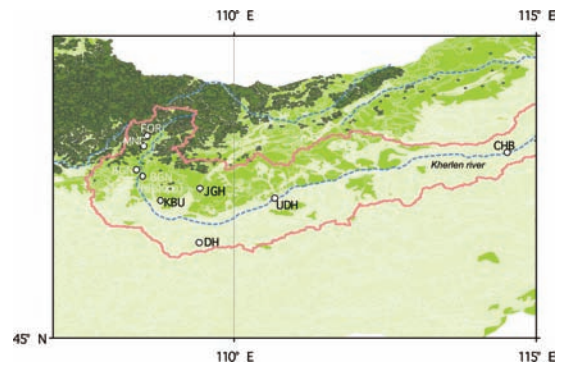 110° E
115° E
FOR
CHB
Kherlen river
JGH
KBU
UDH
DH
45° N
110° E
115° E